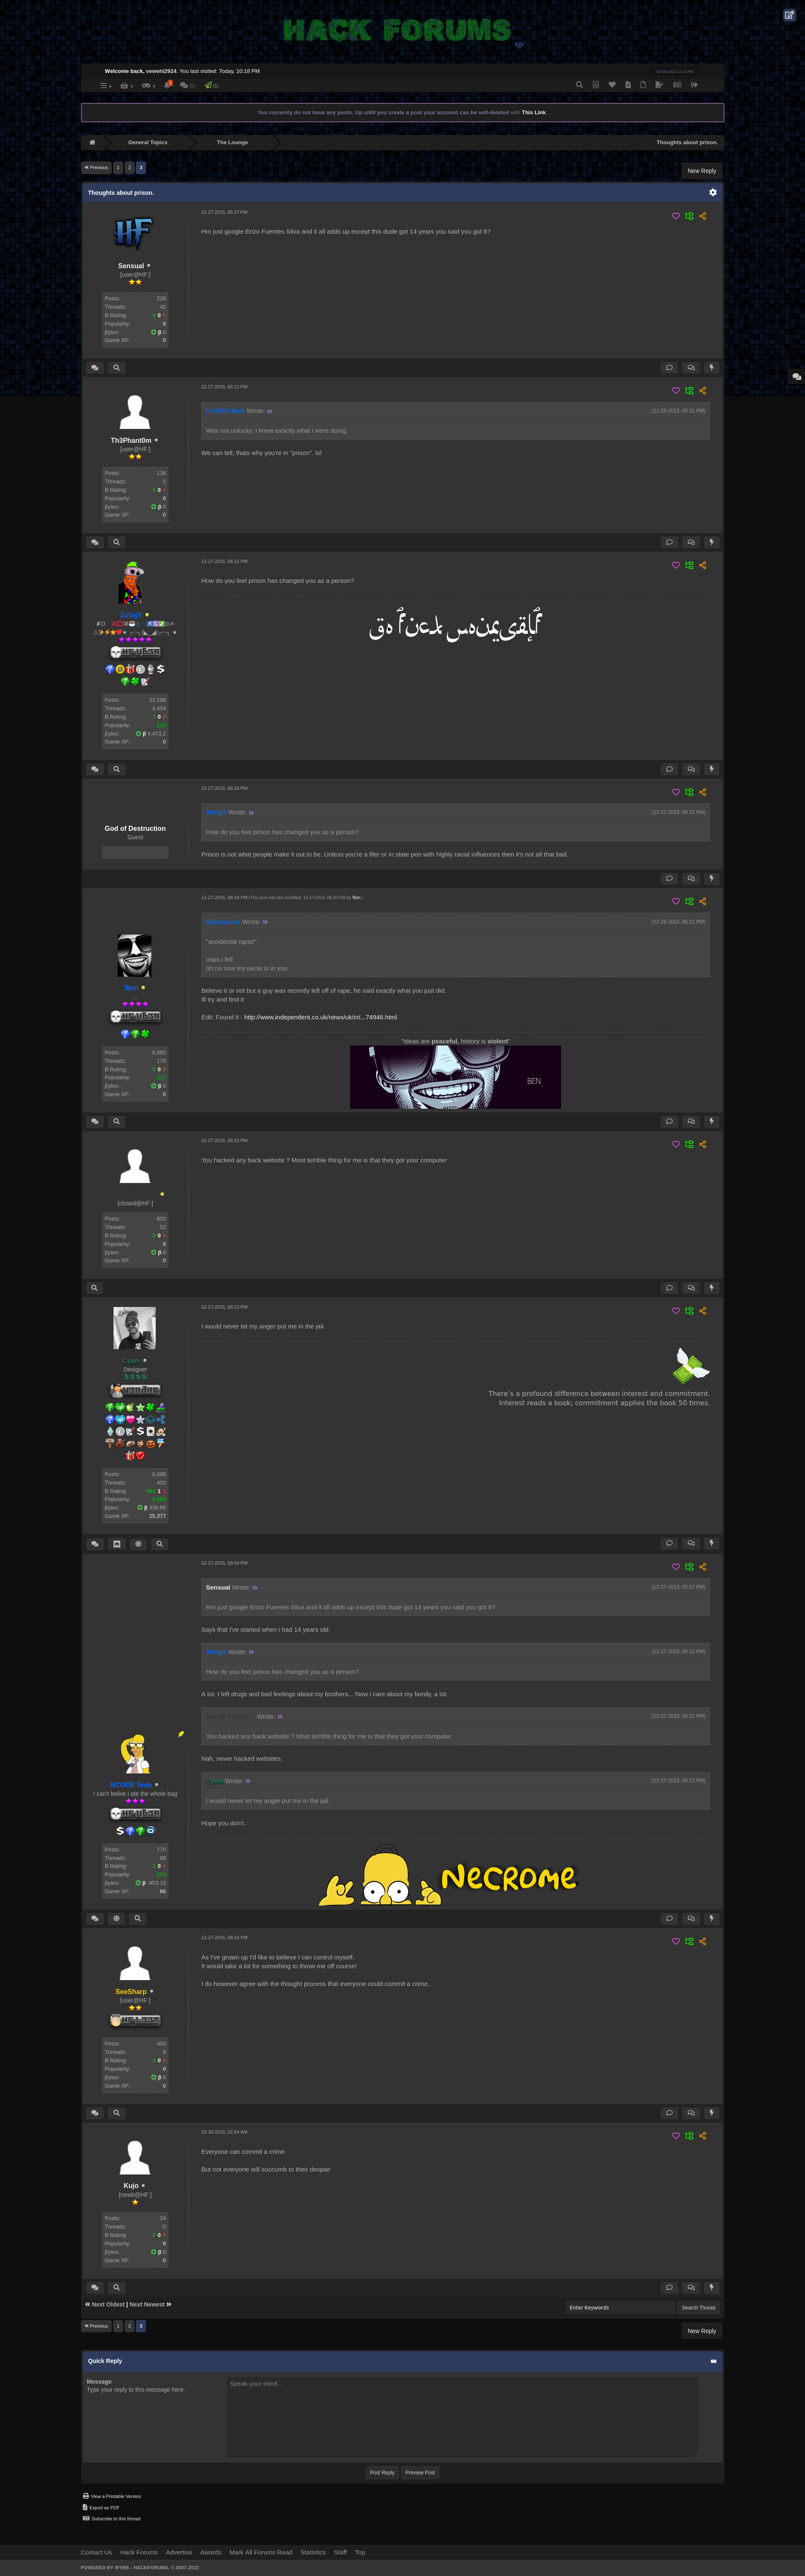 HACK FORUMS
Welcome back, vewehi2924. You last visited: Today, 10:18 PM
You currently do not have any posts. Up until you create a post your account can be self-deleted with This Link.
General Topics
The Lounge
Thoughts about prison.
Previous 1 2 3
New Reply
Thoughts about prison.
12-27-2015, 05:37 PM
Hm just google Enzo Fuentes Silva and it all adds up except this dude got 14 years you said you got 6?
Sensual
[user@HF:]
Posts: 228
Threads: 42
B Rating: 0 0 0
Popularity: 0
βytes: β 0
Game XP: 0
12-27-2015, 06:11 PM
NCORE Tech Wrote: (12-26-2015, 05:31 PM)
Was not unlucky. I knew exactly what i were doing.
We can tell, thats why you're in "prison". lol
Th3Phant0m
[user@HF:]
Posts: 138
Threads: 5
B Rating: 0 0 0
Popularity: 0
βytes: β 0
Game XP: 0
12-27-2015, 06:15 PM
How do you feel prison has changed you as a person?
ZuGgY
Posts: 23,198
Threads: 3,454
B Rating: 7 0 0
βytes: β 4,473.2
Game XP: 0
12-27-2015, 06:18 PM
ZuGgY Wrote: (12-27-2015, 06:15 PM)
How do you feel prison has changed you as a person?
Prison is not what people make it out to be. Unless you're a lifer or in state pen with highly racial influences then it's not all that bad.
God of Destruction
Guest
12-27-2015, 06:19 PM (This post was last modified: 12-27-2015, 06:20 PM by 'Ben.)
Wrote: (12-26-2015, 06:21 PM)
"accidental rapist"
oops i fell
oh no now my penis is in you
Believe it or not but a guy was recently left off of rape, he said exactly what you just did.
Ill try and find it
Edit: Found it - http://www.independent.co.uk/news/uk/cri...74946.html
"Ideas are peaceful, history is violent"
BEN
'Ben
Posts: 5,892
Threads: 179
B Rating: 0 0 0
βytes: β 0
Game XP: 0
12-27-2015, 06:21 PM
You hacked any back website ? Most terrible thing for me is that they got your computer
[closed@HF:]
Posts: 802
Threads: 52
B Rating: 0 0 0
Popularity: 0
βytes: β 0
Game XP: 0
12-27-2015, 06:23 PM
I would never let my anger put me in the jail.
There's a profound difference between interest and commitment.
Interest reads a book; commitment applies the book 50 times.
Cyam
Designer
Posts: 6,088
Threads: 403
βytes: β 339.66
Game XP: 25,377
12-27-2015, 08:04 PM
Sensual Wrote: (12-27-2015, 05:37 PM)
Hm just google Enzo Fuentes Silva and it all adds up except this dude got 14 years you said you got 6?
Says that i've started when i had 14 years old.
ZuGgY Wrote: (12-27-2015, 06:15 PM)
How do you feel prison has changed you as a person?
A lot. I left drugs and bad feelings about my brothers... Now i care about my family, a lot.
Wrote: (12-27-2015, 06:21 PM)
You hacked any back website ? Most terrible thing for me is that they got your computer
Nah, never hacked websites.
Cyam Wrote: (12-27-2015, 06:23 PM)
I would never let my anger put me in the jail.
Hope you don't.
NECROME
NCORE Tech
I can't belive i ate the whole bag
Posts: 770
Threads: 88
βytes: β -853.15
Game XP: 66
12-27-2015, 08:16 PM
As I've grown up I'd like to believe I can control myself.
It would take a lot for something to throw me off course!
I do however agree with the thought process that everyone could commit a crime..
SeeSharp
[user@HF:]
Posts: 403
Threads: 8
B Rating: 0 0 0
Popularity: 0
βytes: β 0
Game XP: 0
12-30-2015, 01:54 AM
Everyone can commit a crime
But not everyone will succumb to their despair
Kujo
[newb@HF:]
Posts: 24
Threads: 0
B Rating: 0 0 0
Popularity: 0
βytes: β 0
Game XP: 0
Next Oldest | Next Newest
Enter Keywords
Search Thread
Previous 1 2 3
New Reply
Quick Reply
Message
Type your reply to this message here.
Speak your mind...
Post Reply Preview Post
View a Printable Version
Export as PDF
Subscribe to this thread
Contact Us Hack Forums Advertise Awards Mark All Forums Read Statistics Staff Top
POWERED BY MYBB - HACKFORUMS, © 2007-2022